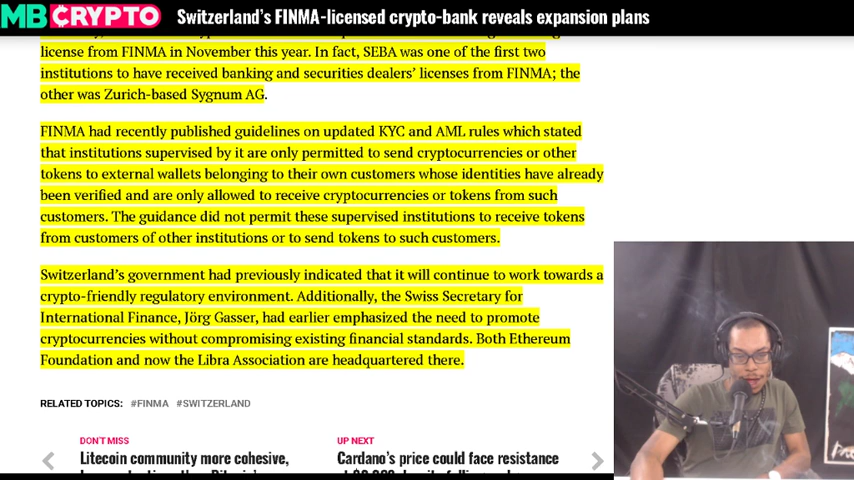 MBCRYPTO Switzerland's FINMA-licensed crypto-bank reveals expansion plans
license from FINMA in November this year. In fact, SEBA was one of the first two
institutions to have received banking and securities dealers' licenses from FINMA; the
other was Zurich-based Sygnum AG.
FINMA had recently published guidelines on updated KYC and AML rules which stated
that institutions supervised by it are only permitted to send cryptocurrencies or other
tokens to external wallets belonging to their own customers whose identities have already
been verified and are only allowed to receive cryptocurrencies or tokens from such
customers. The guidance did not permit these supervised institutions to receive tokens
from customers of other institutions or to send tokens to such customers.
Switzerland's government had previously indicated that it will continue to work towards a
crypto-friendly regulatory environment. Additionally, the Swiss Secretary for
International Finance, Jörg Gasser, had earlier emphasized the need to promote
cryptocurrencies without compromising existing financial standards. Both Ethereum
Foundation and now the Libra Association are headquartered there.
RELATED TOPICS: #FINMA #SWITZERLAND
DON'T MISS
Litecoin community more cohesive,
UP NEXT
Cardano's price could face resistance